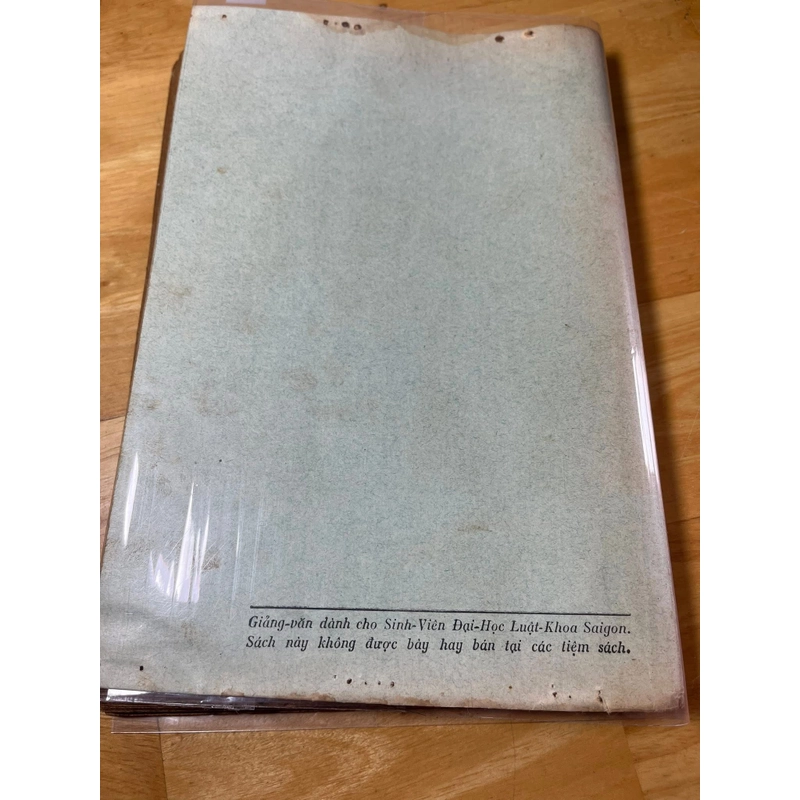 Giảng-văn dành cho Sinh-Viên Đại-Học Luật-Khoa Saigon.
Sách này không được bày hay bán tại các tiệm sách.